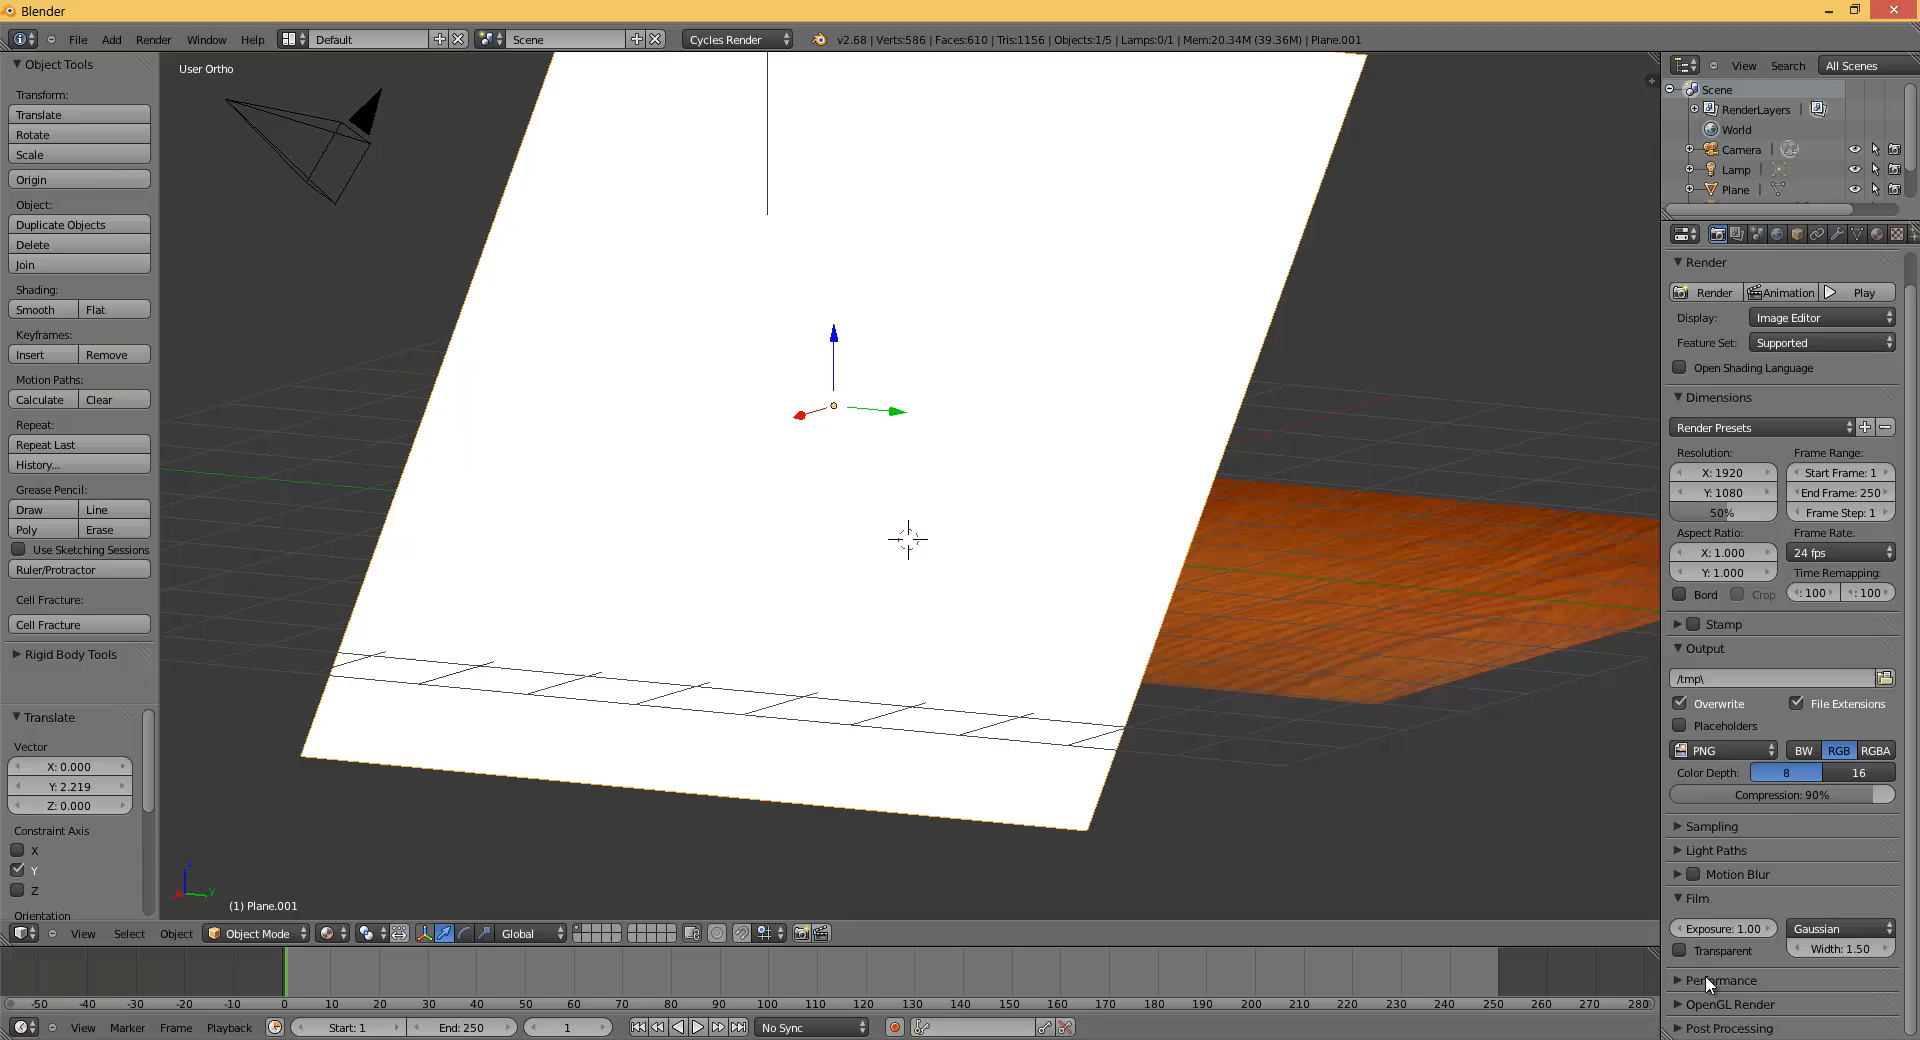 Blender
File Add Render Window Help Default Scene Cycles Render v2.68 | Verts:586 | Faces:610 | Tris:1156 | Objects:1/5 | Lamps:0/1 | Mem:20.34M (39.36M) | Plane.001
Object Tools
Transform:
Translate
Rotate
Scale
Origin
Object:
Duplicate Objects
Delete
Join
Shading:
Smooth Flat
Keyframes:
Insert Remove
Motion Paths:
Calculate Clear
Repeat:
Repeat Last
History...
Grease Pencil:
Draw Line
Poly Erase
Use Sketching Sessions
Ruler/Protractor
Cell Fracture:
Cell Fracture
Rigid Body Tools
Translate
Vector
X: 0.000
Y: 2.219
Z: 0.000
Constraint Axis
X
Y
Z
Orientation
User Ortho
z
y
(1) Plane.001
View Select Object Object Mode Global
-50 -40 -30 -20 -10 0 10 20 30 40 50 60 70 80 90 100 110 120 130 140 150 160 170 180 190 200 210 220 230 240 250 260 270 280
View Marker Frame Playback Start: 1 End: 250 1 No Sync
View Search All Scenes
Scene
RenderLayers
World
Camera
Lamp
Plane
Render
Render Animation Play
Display: Image Editor
Feature Set: Supported
Open Shading Language
Dimensions
Render Presets
Resolution: Frame Range:
X: 1920 Start Frame: 1
Y: 1080 End Frame: 250
50% Frame Step: 1
Aspect Ratio: Frame Rate:
X: 1.000 24 fps
Y: 1.000 Time Remapping:
Bord Crop : 100 : 100
Stamp
Output
/tmp\
Overwrite File Extensions
Placeholders
PNG BW RGB RGBA
Color Depth: 8 16
Compression: 90%
Sampling
Light Paths
Motion Blur
Film
Exposure: 1.00 Gaussian
Transparent Width: 1.50
Performance
OpenGL Render
Post Processing